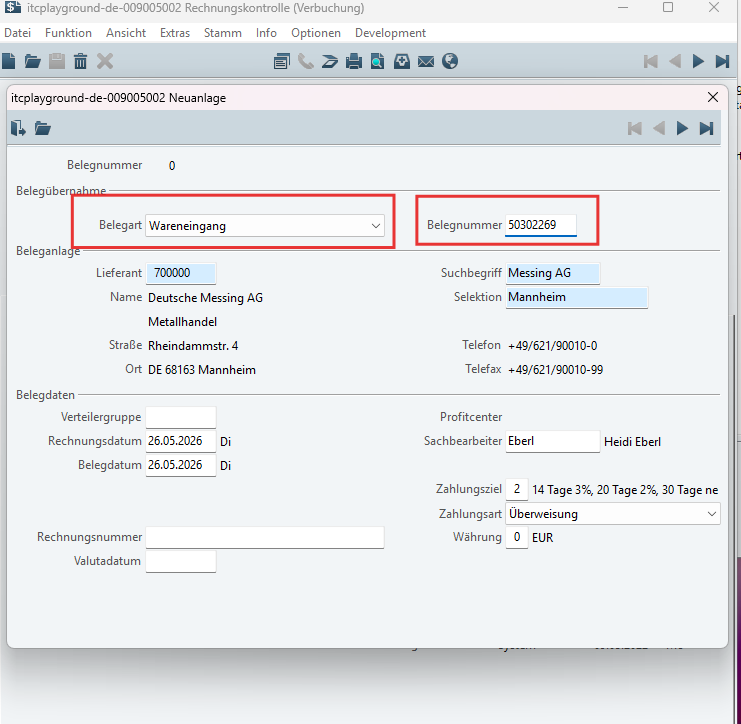 itcplayground-de-009005002 Rechnungskontrolle (Verbuchung)
Datei Funktion Ansicht Extras Stamm Info Optionen Development
itcplayground-de-009005002 Neuanlage
Belegnummer 0
Belegübernahme
Belegart Wareneingang Belegnummer 50302269
Beleganlage
Lieferant 700000 Suchbegriff Messing AG
Name Deutsche Messing AG Selektion Mannheim
Metallhandel
Straße Rheindammstr. 4 Telefon +49/621/90010-0
Ort DE 68163 Mannheim Telefax +49/621/90010-99
Belegdaten
Verteilergruppe Profitcenter
Rechnungsdatum 26.05.2026 Di Sachbearbeiter Eberl Heidi Eberl
Belegdatum 26.05.2026 Di
Zahlungsziel 2 14 Tage 3%, 20 Tage 2%, 30 Tage ne
Zahlungsart Überweisung
Rechnungsnummer Währung 0 EUR
Valutadatum